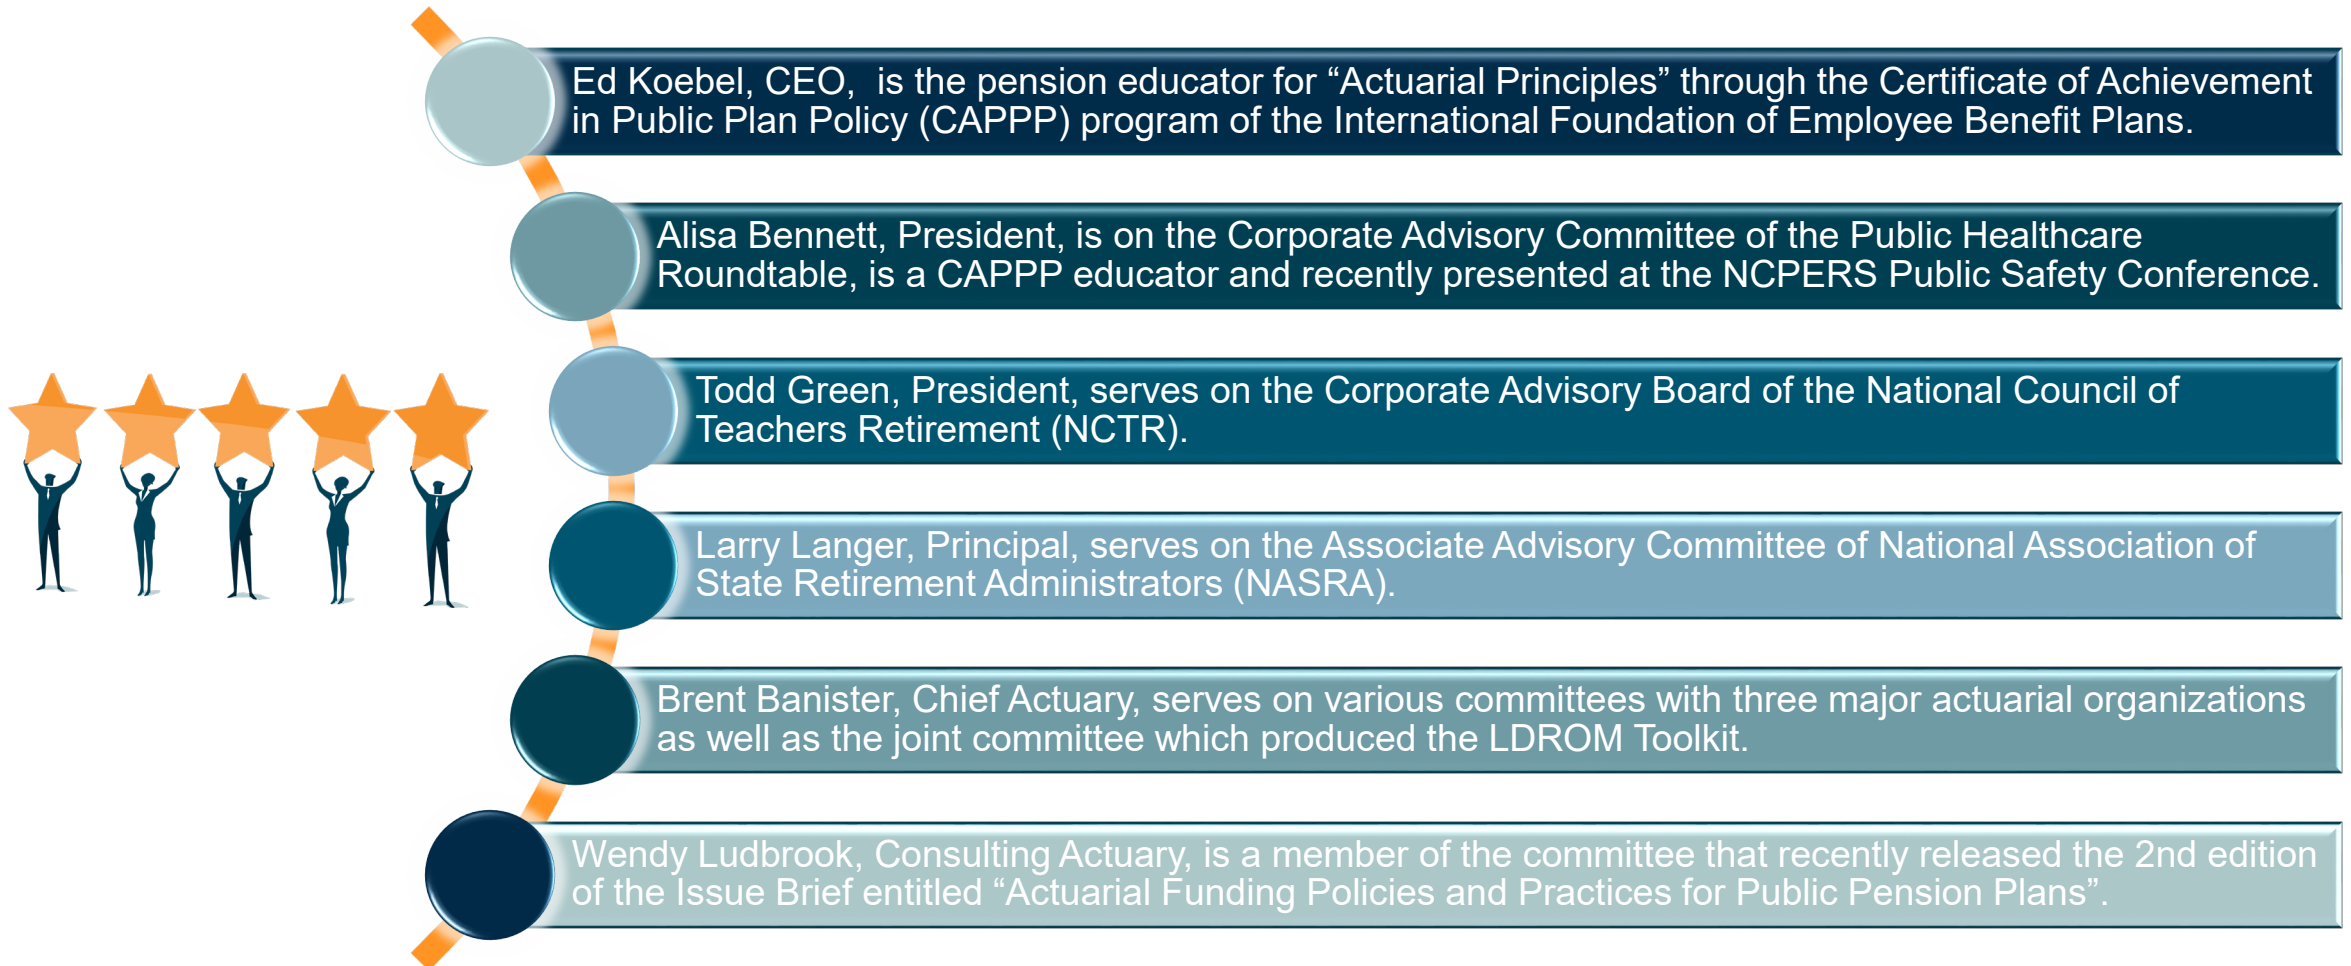 Ed Koebel, CEO,  is the pension educator for “Actuarial Principles” through the Certificate of Achievement
in Public Plan Policy (CAPPP) program of the International Foundation of Employee Benefit Plans.
Alisa Bennett, President, is on the Corporate Advisory Committee of the Public Healthcare
Roundtable, is a CAPPP educator and recently presented at the NCPERS Public Safety Conference.
Todd Green, President, serves on the Corporate Advisory Board of the National Council of
Teachers Retirement (NCTR).
Larry Langer, Principal, serves on the Associate Advisory Committee of National Association of
State Retirement Administrators (NASRA).
Brent Banister, Chief Actuary, serves on various committees with three major actuarial organizations
as well as the joint committee which produced the LDROM Toolkit.
Wendy Ludbrook, Consulting Actuary, is a member of the committee that recently released the 2nd edition
of the Issue Brief entitled “Actuarial Funding Policies and Practices for Public Pension Plans”.